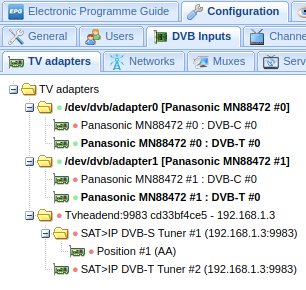 EPG Electronic Programme Guide Configuration
General Users DVB Inputs Channe
TV adapters Networks Muxes Serv
TV adapters
/dev/dvb/adapter0 [Panasonic MN88472 #0]
Panasonic MN88472 #0 : DVB-C #0
Panasonic MN88472 #0 : DVB-T #0
/dev/dvb/adapter1 [Panasonic MN88472 #1]
Panasonic MN88472 #1 : DVB-C #0
Panasonic MN88472 #1 : DVB-T #0
Tvheadend:9983 cd33bf4ce5 - 192.168.1.3
SAT>IP DVB-S Tuner #1 (192.168.1.3:9983)
Position #1 (AA)
SAT>IP DVB-T Tuner #2 (192.168.1.3:9983)